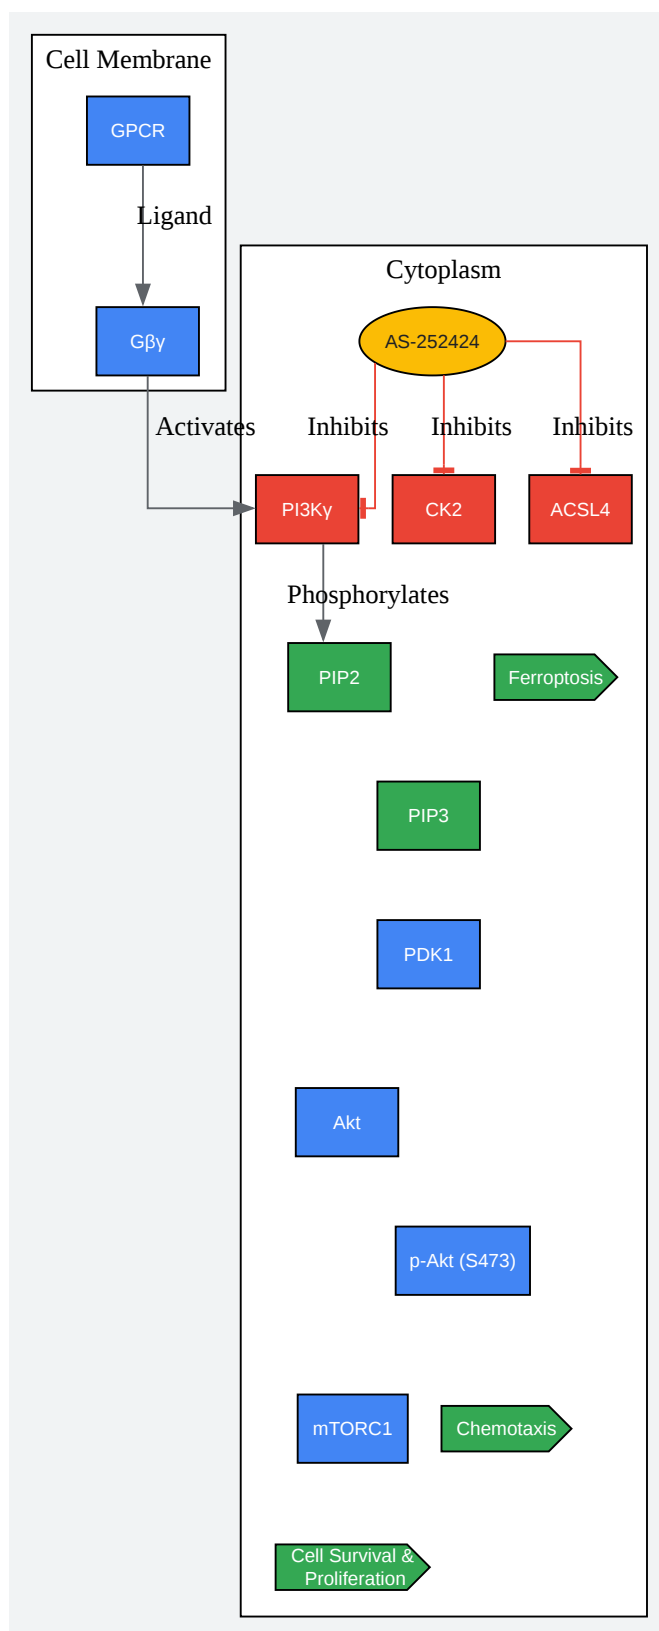 Cell Membrane
GPCR
Ligand
Cytoplasm
Gβγ
AS-252424
Activates
Inhibits
Inhibits
Inhibits
PI3Kγ
CK2
ACSL4
Phosphorylates
PIP2
Ferroptosis
PIP3
PDK1
Akt
p-Akt (S473)
mTORC1
Chemotaxis
Cell Survival &
Proliferation